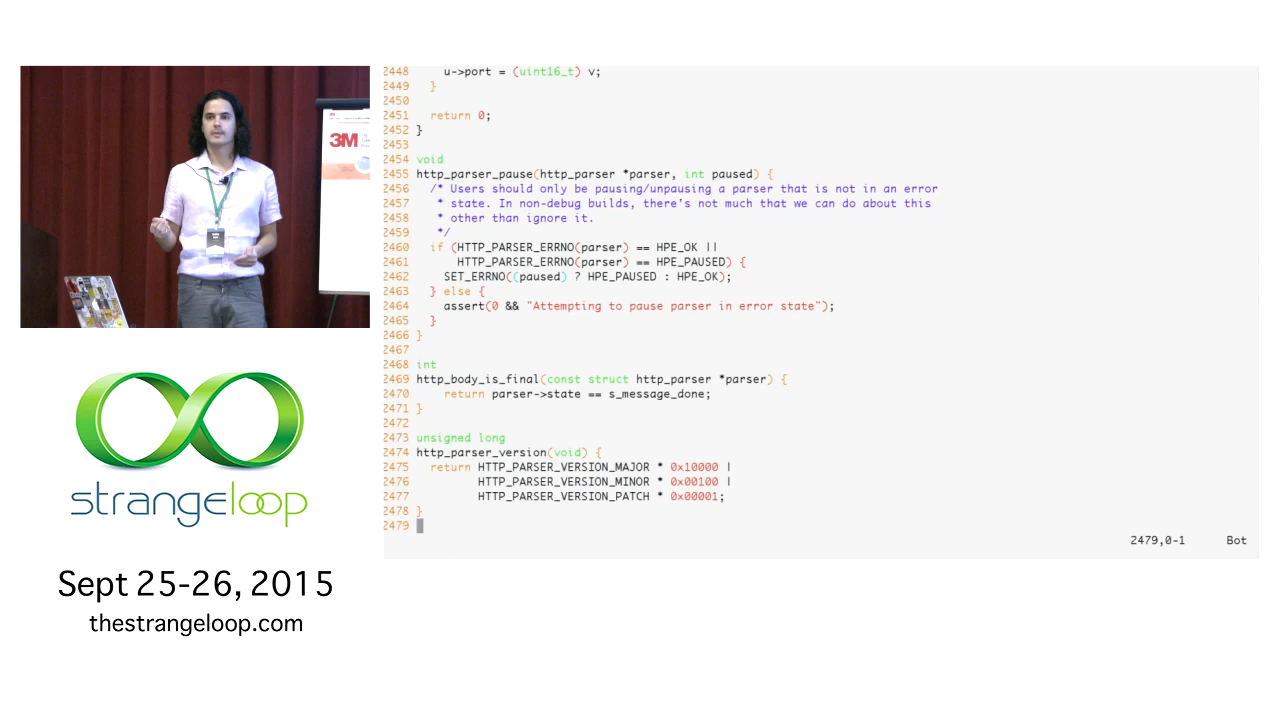 3M
strangeloop
Sept 25-26, 2015
thestrangeloop.com
2448     u->port = (uint16_t) v;
2449   }
2450
2451   return 0;
2452 }
2453
2454 void
2455 http_parser_pause(http_parser *parser, int paused) {
2456   /* Users should only be pausing/unpausing a parser that is not in an error
2457    * state. In non-debug builds, there's not much that we can do about this
2458    * other than ignore it.
2459    */
2460   if (HTTP_PARSER_ERRNO(parser) == HPE_OK ||
2461       HTTP_PARSER_ERRNO(parser) == HPE_PAUSED) {
2462     SET_ERRNO((paused) ? HPE_PAUSED : HPE_OK);
2463   } else {
2464     assert(0 && "Attempting to pause parser in error state");
2465   }
2466 }
2467
2468 int
2469 http_body_is_final(const struct http_parser *parser) {
2470     return parser->state == s_message_done;
2471 }
2472
2473 unsigned long
2474 http_parser_version(void) {
2475   return HTTP_PARSER_VERSION_MAJOR * 0x10000 |
2476          HTTP_PARSER_VERSION_MINOR * 0x00100 |
2477          HTTP_PARSER_VERSION_PATCH * 0x00001;
2478 }
2479
2479,0-1 Bot